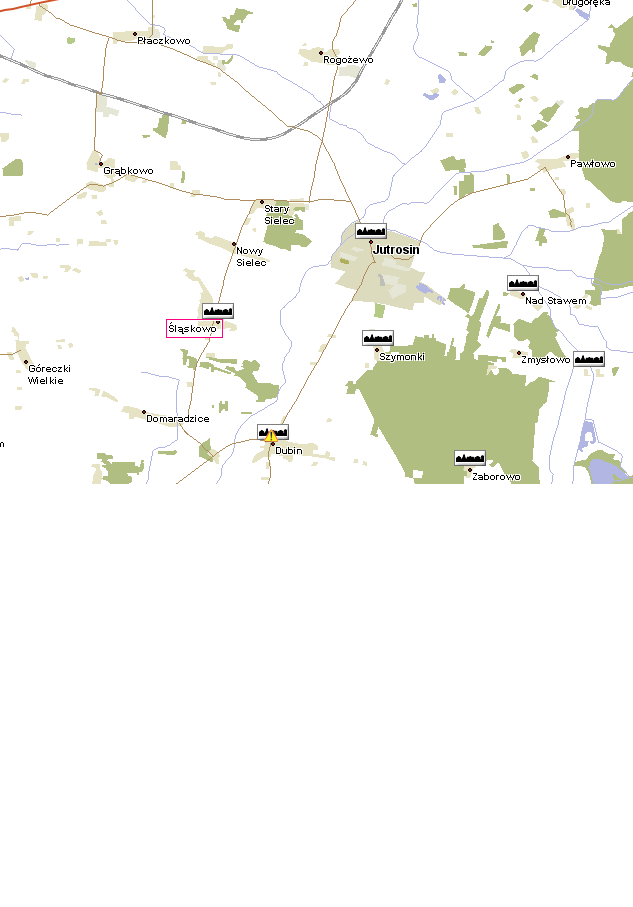 Długołęka
Płaczkowo
Rogożewo
Grąbkowo
Pawłowo
Stary
Sielec
Nowy
Sielec
Jutrosin
Nad Stawem
Śląskowo
Szymonki
Zmysłowo
Góreczki
Wielkie
Domaradzice
Dubin
Zaborowo